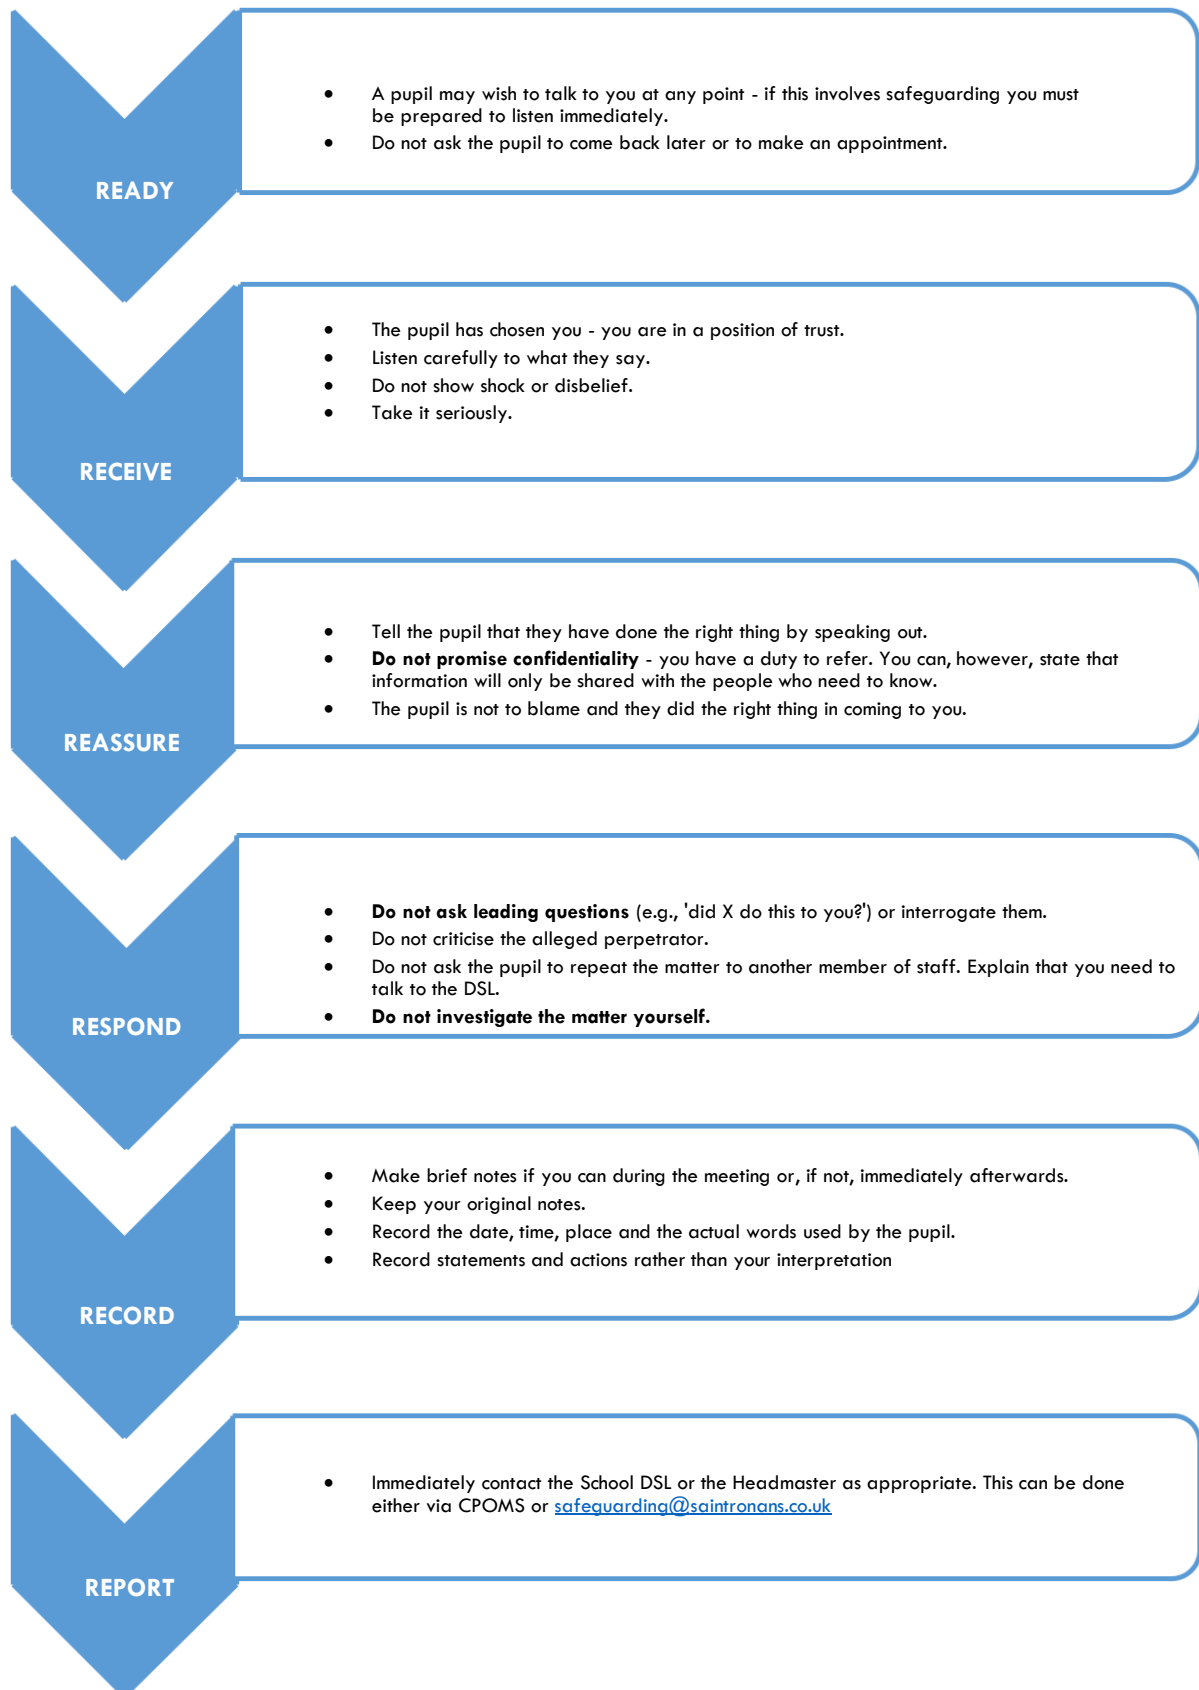 • A pupil may wish to talk to you at any point - if this involves safeguarding you must
be prepared to listen immediately.
• Do not ask the pupil to come back later or to make an appointment.
READY
• The pupil has chosen you - you are in a position of trust.
• Listen carefully to what they say.
• Do not show shock or disbelief.
• Take it seriously.
RECEIVE
• Tell the pupil that they have done the right thing by speaking out.
• Do not promise confidentiality - you have a duty to refer. You can, however, state that
information will only be shared with the people who need to know.
• The pupil is not to blame and they did the right thing in coming to you.
REASSURE
• Do not ask leading questions (e.g., 'did X do this to you?') or interrogate them.
• Do not criticise the alleged perpetrator.
• Do not ask the pupil to repeat the matter to another member of staff. Explain that you need to
talk to the DSL.
• Do not investigate the matter yourself.
RESPOND
• Make brief notes if you can during the meeting or, if not, immediately afterwards.
• Keep your original notes.
• Record the date, time, place and the actual words used by the pupil.
• Record statements and actions rather than your interpretation
RECORD
• Immediately contact the School DSL or the Headmaster as appropriate. This can be done
either via CPOMS or safeguarding@saintronans.co.uk
REPORT